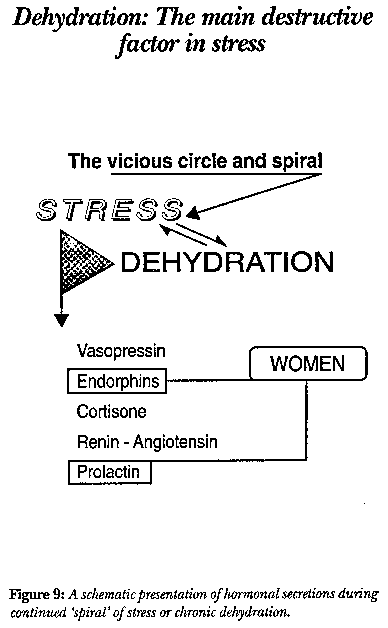 Dehydration: The main destructive
factor in stress
The vicious circle and spiral
STRESS
DEHYDRATION
Vasopressin
WOMEN
Endorphins
Cortisone
Renin - Angiotensin
Prolactin
Figure 9: A schematic presentation of hormonal secretions during
continued 'spiral' of stress or chronic dehydration.